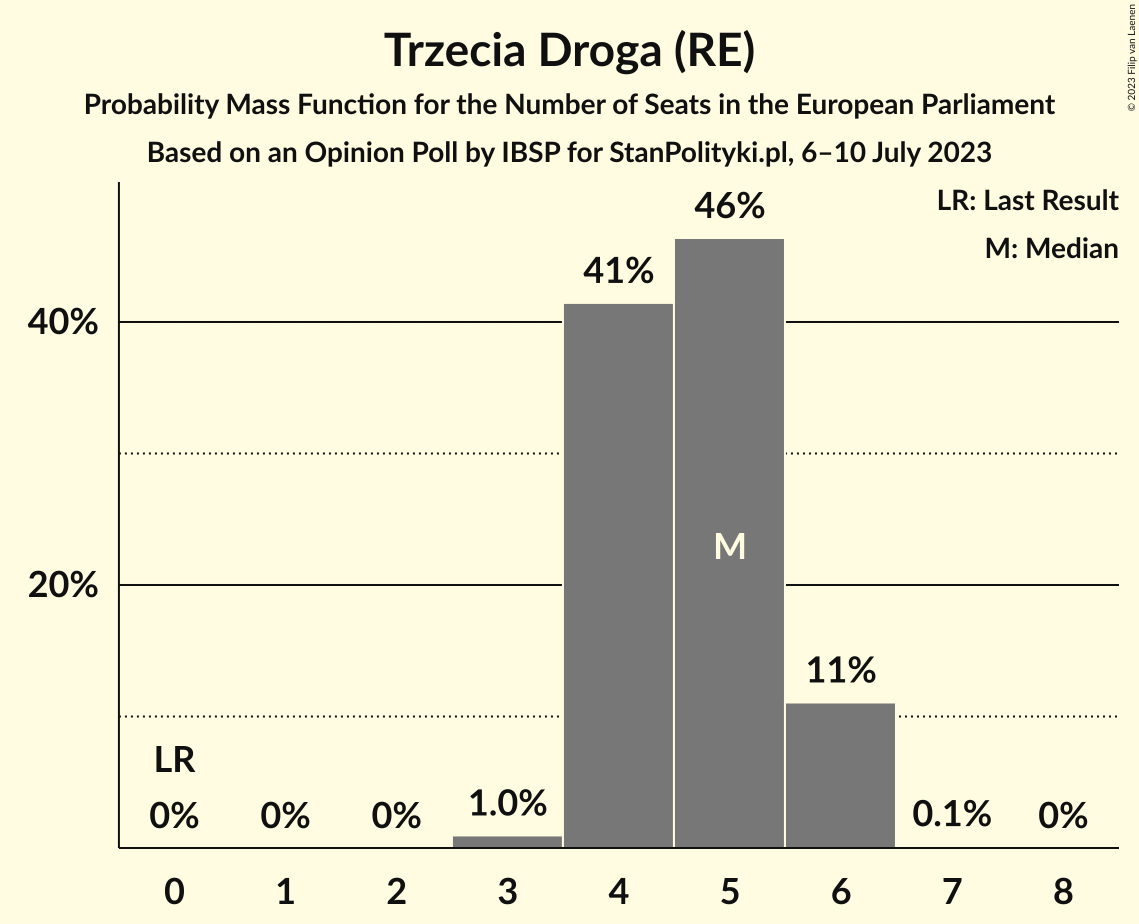 Trzecia Droga (RE)
Probability Mass Function for the Number of Seats in the European Parliament
Based on an Opinion Poll by IBSP for StanPolityki.pl, 6–10 July 2023
© 2023 Filip van Laenen
LR: Last Result
M: Median
46%
41%
40%
M
20%
11%
LR
0%
0%
0%
1.0%
0.1%
0%
0 1 2 3 4 5 6 7 8